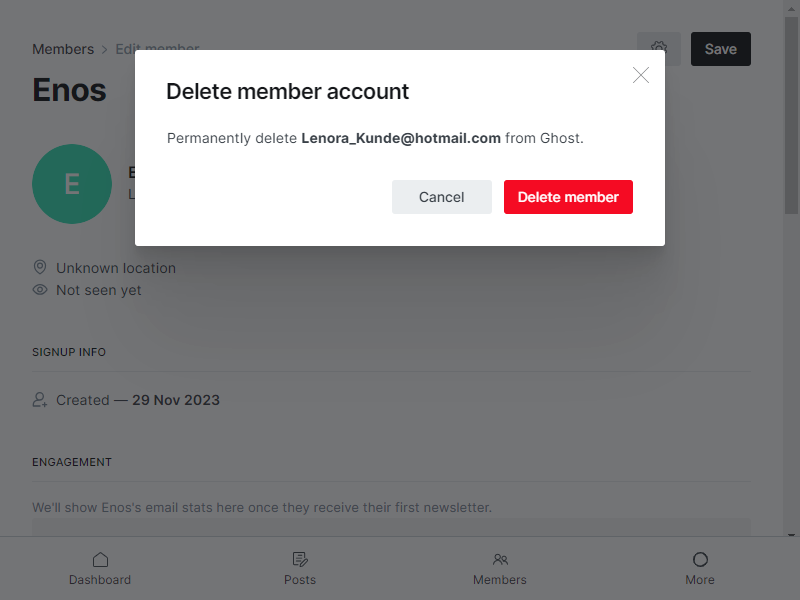 Members
Edit member
Save
Enos
Delete member account
Permanently delete Lenora_Kunde@hotmail.com from Ghost.
E
Cancel
Delete member
Unknown location
Not seen yet
SIGNUP INFO
Created — 29 Nov 2023
ENGAGEMENT
We'll show Enos's email stats here once they receive their first newsletter.
Dashboard
Posts
Members
More